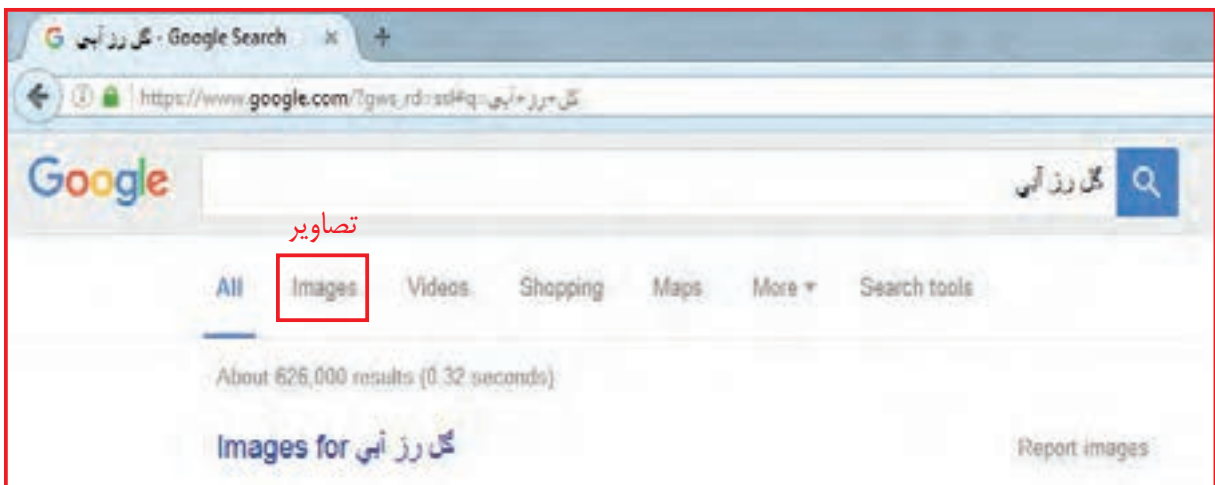 گل رز آبی - Google Search
https://www.google.com/?gws_rd=ssl#q=گل+رز+آبی
Google
گل رز آبی
تصاویر
All Images Videos Shopping Maps More Search tools
About 626,000 results (0.32 seconds)
Images for گل رز آبی
Report images